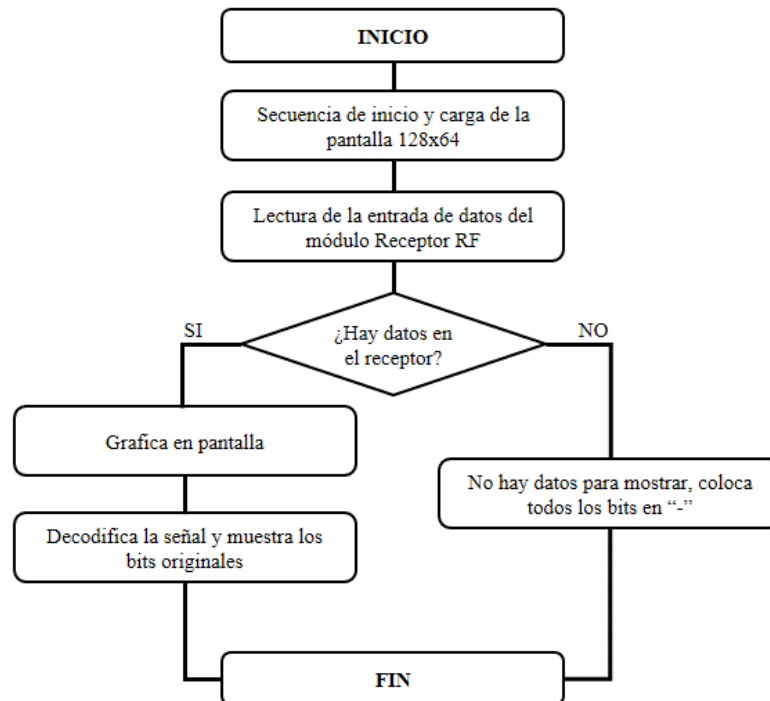 INICIO
Secuencia de inicio y carga de la
pantalla 128x64
Lectura de la entrada de datos del
módulo Receptor RF
¿Hay datos en
el receptor?
SI
NO
Grafica en pantalla
Decodifica la señal y muestra los
bits originales
No hay datos para mostrar, coloca
todos los bits en “-”
FIN